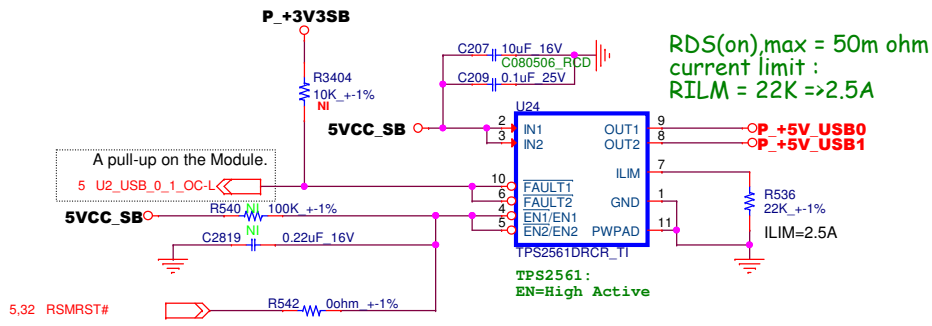 P_+3V3SB
R3404
10K_+-1%
NI
C207
10uF_16V
C080506_RCD
C209
0.1uF_25V
RDS(on),max = 50m ohm
current limit :
RILM = 22K =>2.5A
U24
5VCC_SB
2
IN1
OUT1
9
P_+5V_USB0
3
IN2
OUT2
8
P_+5V_USB1
A pull-up on the Module.
5 U2_USB_0_1_OC-L
ILIM
7
10
FAULT1
6
FAULT2
GND
1
R536
22K_+-1%
ILIM=2.5A
5VCC_SB
R540
NI
100K_+-1%
4
EN1/EN1
5
EN2/EN2
PWPAD
11
NI
C2819
0.22uF_16V
TPS2561DRCR_TI
TPS2561:
EN=High Active
5,32 RSMRST#
R542
0ohm_+-1%